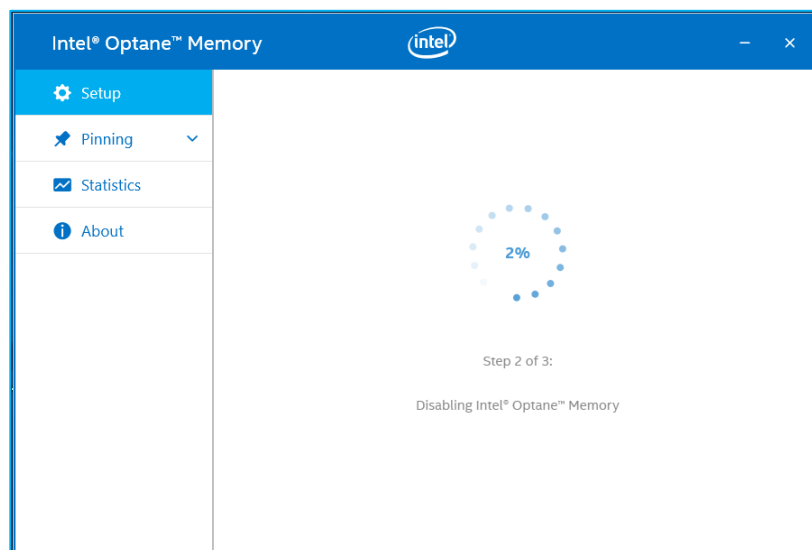 Intel® Optane™ Memory
intel
Setup
Pinning
Statistics
About
2%
Step 2 of 3:
Disabling Intel® Optane™ Memory